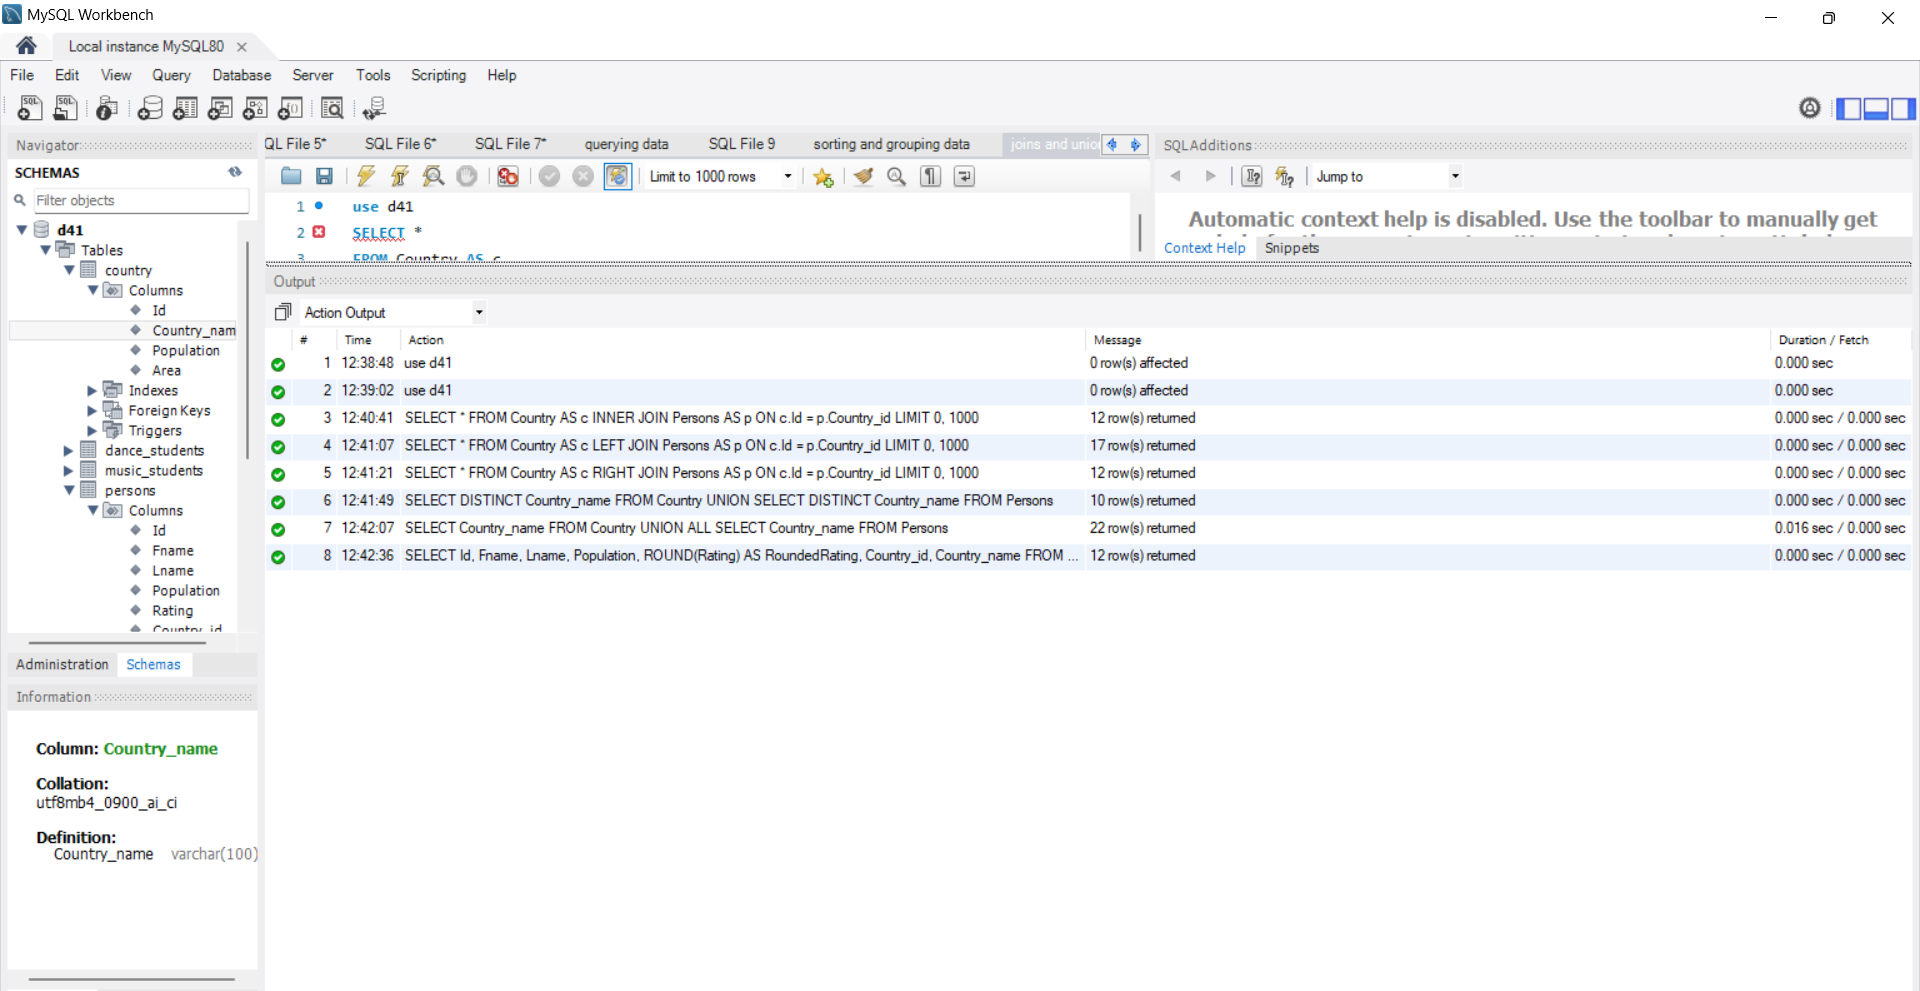 MySQL Workbench
Local instance MySQL80
File Edit View Query Database Server Tools Scripting Help
Navigator
SCHEMAS
Filter objects
d41
Tables
country
Columns
Id
Country_nam
Population
Area
Indexes
Foreign Keys
Triggers
dance_students
music_students
persons
Columns
Id
Fname
Lname
Population
Rating
Country_id
Administration Schemas
Information
Column: Country_name
Collation:
utf8mb4_0900_ai_ci
Definition:
Country_name varchar(100)
QL File 5* SQL File 6* SQL File 7* querying data SQL File 9 sorting and grouping data joins and unio
Limit to 1000 rows
1 use d41
2 SELECT *
3 FROM Country AS c
SQLAdditions
Jump to
Automatic context help is disabled. Use the toolbar to manually get
Context Help Snippets
Output
Action Output
# Time Action Message Duration / Fetch
1 12:38:48 use d41 0 row(s) affected 0.000 sec
2 12:39:02 use d41 0 row(s) affected 0.000 sec
3 12:40:41 SELECT * FROM Country AS c INNER JOIN Persons AS p ON c.Id = p.Country_id LIMIT 0, 1000 12 row(s) returned 0.000 sec / 0.000 sec
4 12:41:07 SELECT * FROM Country AS c LEFT JOIN Persons AS p ON c.Id = p.Country_id LIMIT 0, 1000 17 row(s) returned 0.000 sec / 0.000 sec
5 12:41:21 SELECT * FROM Country AS c RIGHT JOIN Persons AS p ON c.Id = p.Country_id LIMIT 0, 1000 12 row(s) returned 0.000 sec / 0.000 sec
6 12:41:49 SELECT DISTINCT Country_name FROM Country UNION SELECT DISTINCT Country_name FROM Persons 10 row(s) returned 0.000 sec / 0.000 sec
7 12:42:07 SELECT Country_name FROM Country UNION ALL SELECT Country_name FROM Persons 22 row(s) returned 0.016 sec / 0.000 sec
8 12:42:36 SELECT Id, Fname, Lname, Population, ROUND(Rating) AS RoundedRating, Country_id, Country_name FROM ... 12 row(s) returned 0.000 sec / 0.000 sec